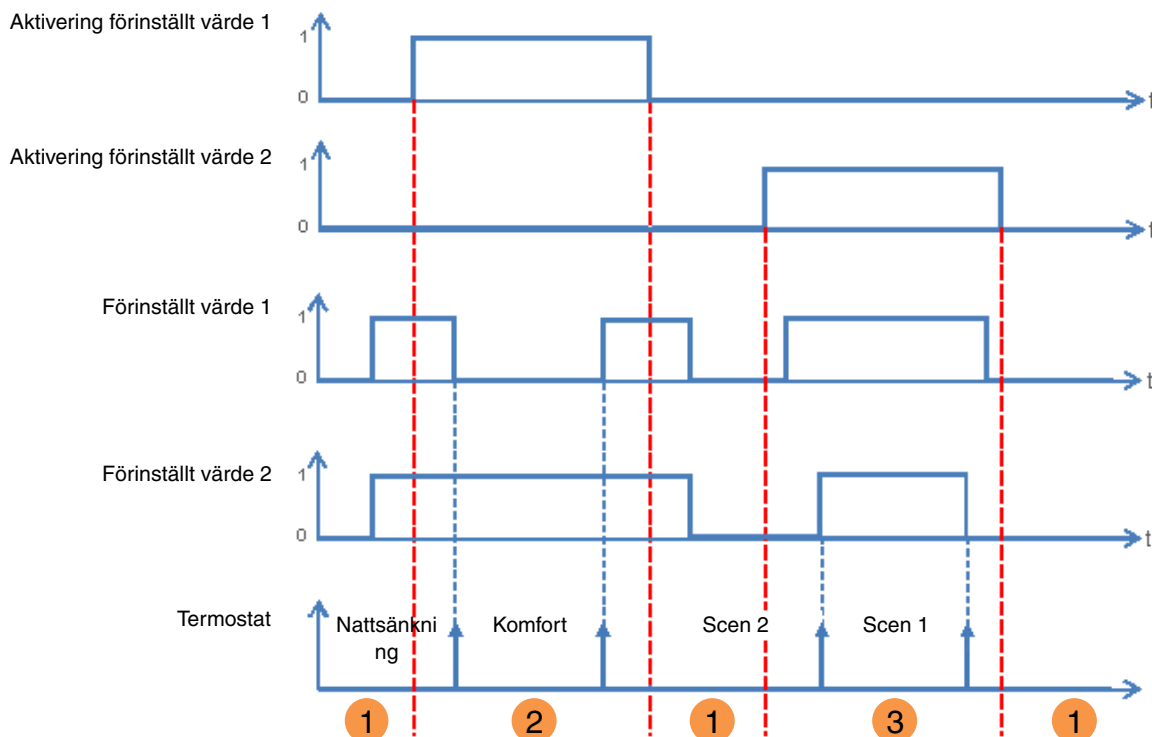 Aktivering förinställt värde 1
1
0
t
Aktivering förinställt värde 2
1
0
t
Förinställt värde 1
1
0
t
Förinställt värde 2
1
0
t
Termostat
Nattsänkni
ng
Komfort
Scen 2
Scen 1
1
2
1
3
1